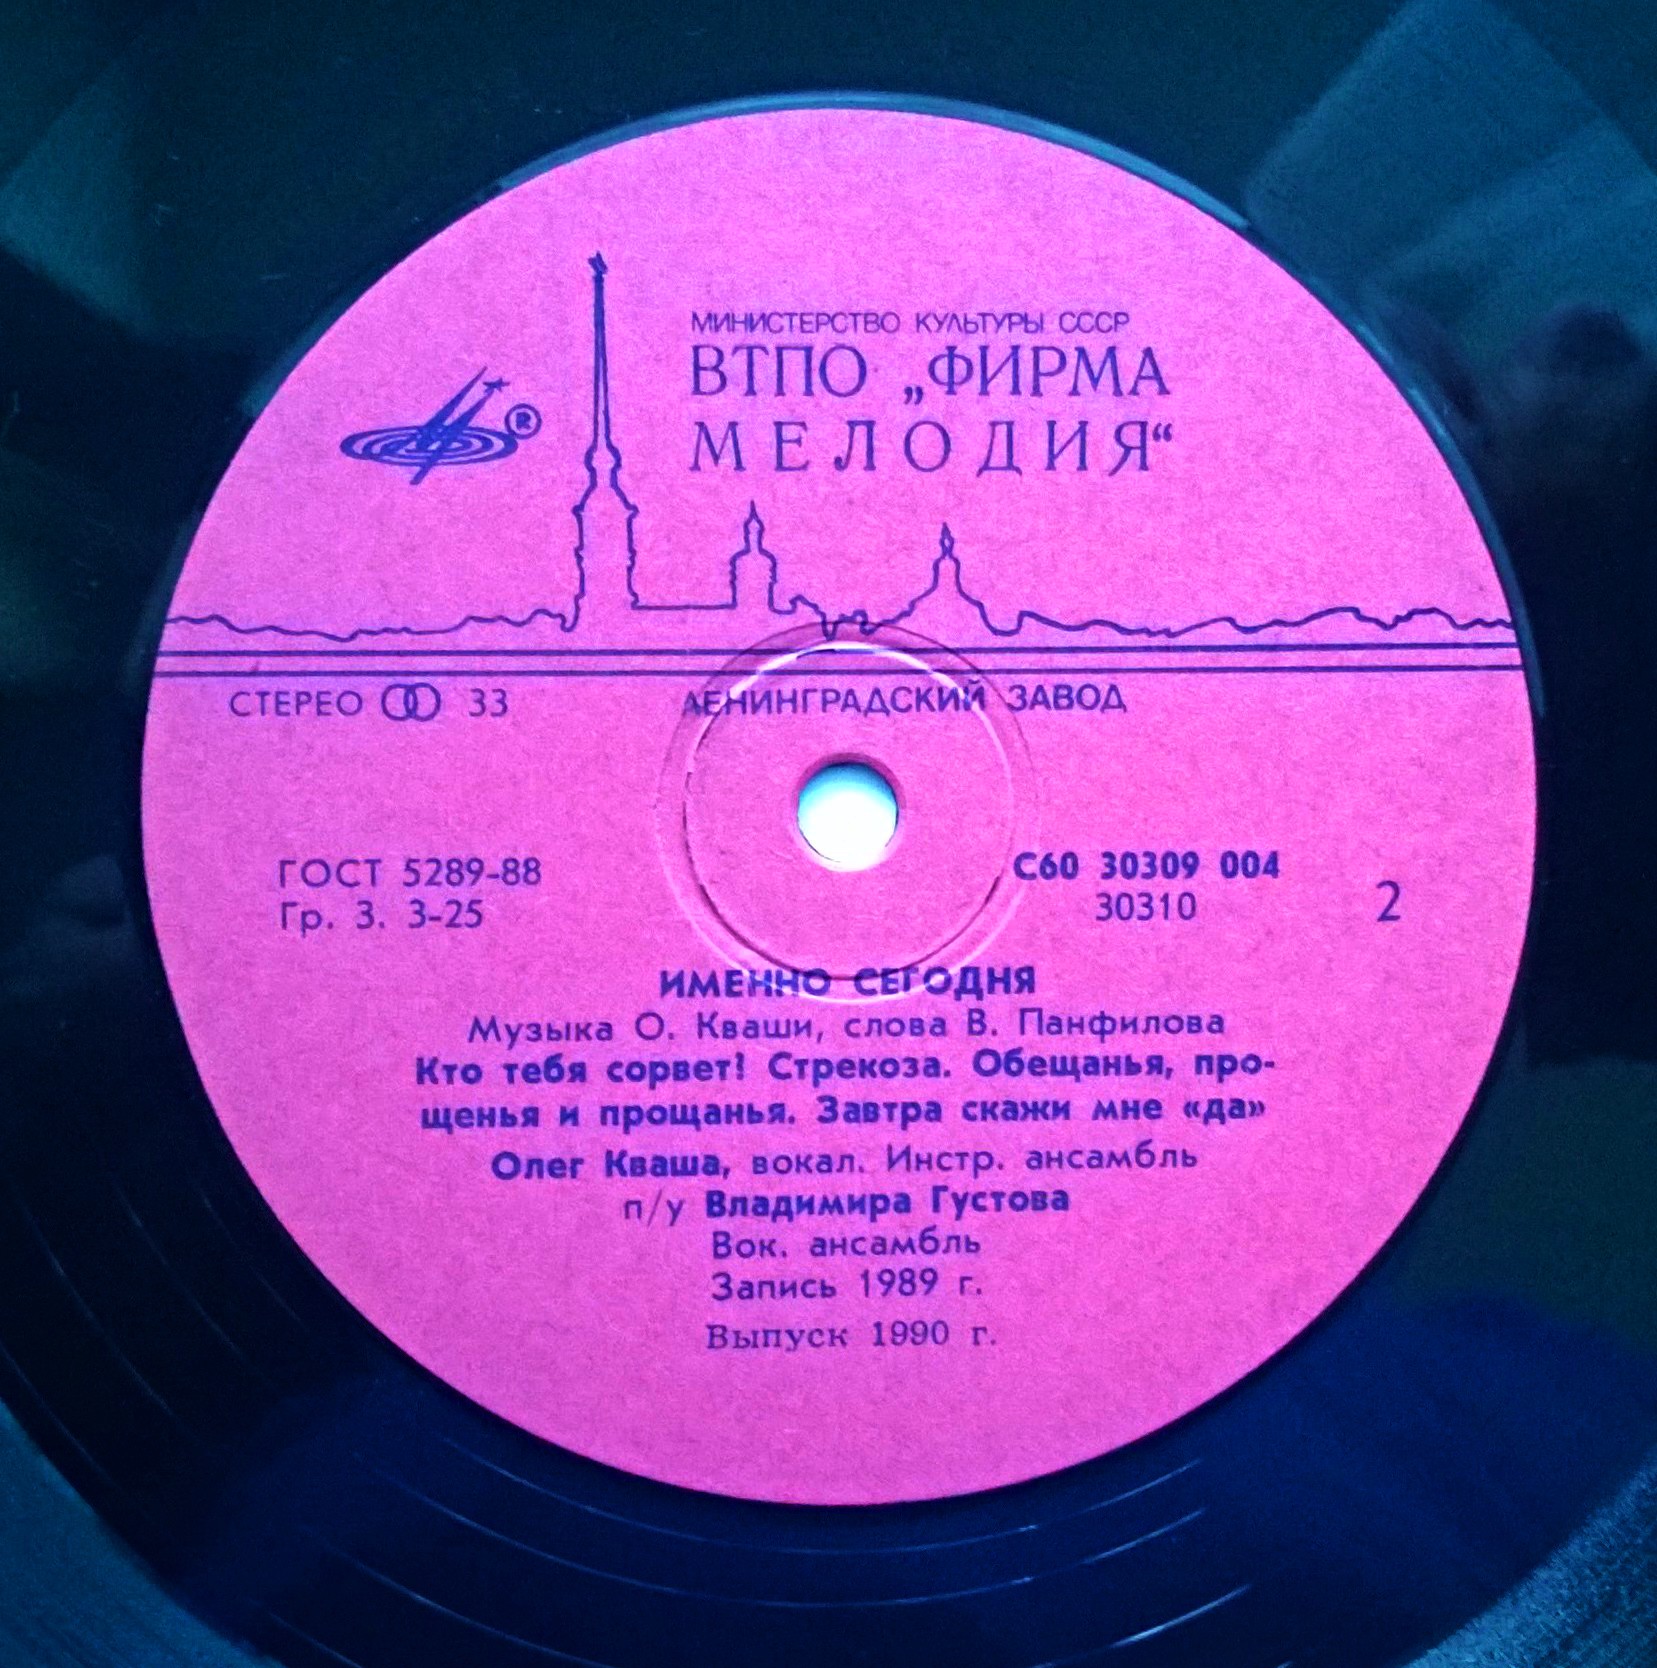 МИНИСТЕРСТВО КУЛЬТУРЫ СССР
ВТПО „ФИРМА
МЕЛОДИЯ“
®
СТЕРЕО 33
ЛЕНИНГРАДСКИЙ ЗАВОД
ГОСТ 5289-88
Гр. 3. 3-25
С60 30309 004
30310
2
ИМЕННО СЕГОДНЯ
Музыка О. Кваши, слова В. Панфилова
Кто тебя сорвет? Стрекоза. Обещанья, про-
щенья и прощанья. Завтра скажи мне «да»
Олег Кваша, вокал. Инстр. ансамбль
п/у Владимира Густова
Вок. ансамбль
Запись 1989 г.
Выпуск 1990 г.